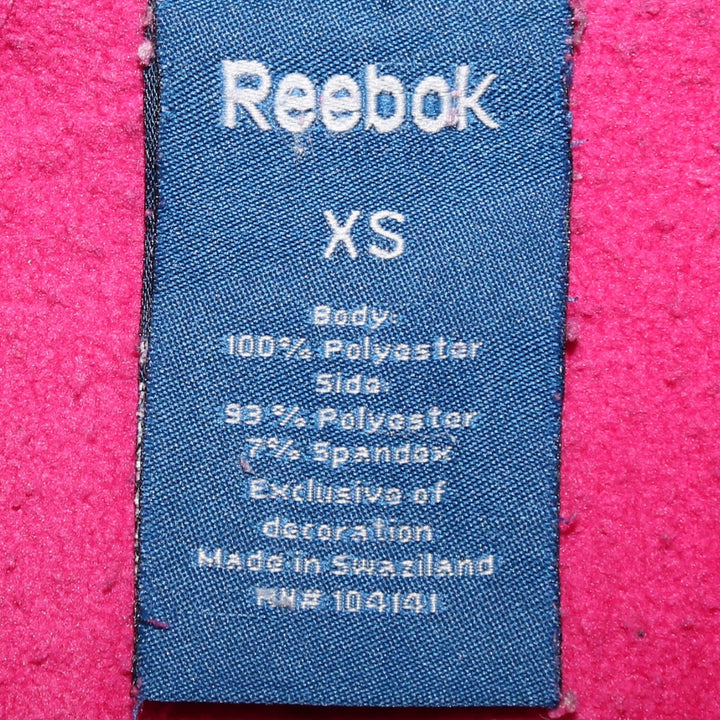 Reebok
XS
Body:
100% Polyester
Side:
93% Polyester
7% Spandex
Exclusive of
decoration
Made in Swaziland
RN# 104141